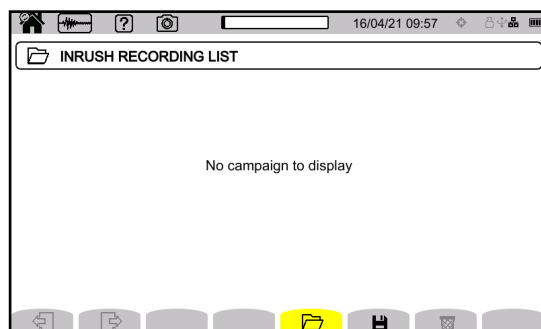 ?
16/04/21 09:57
INRUSH RECORDING LIST
No campaign to display